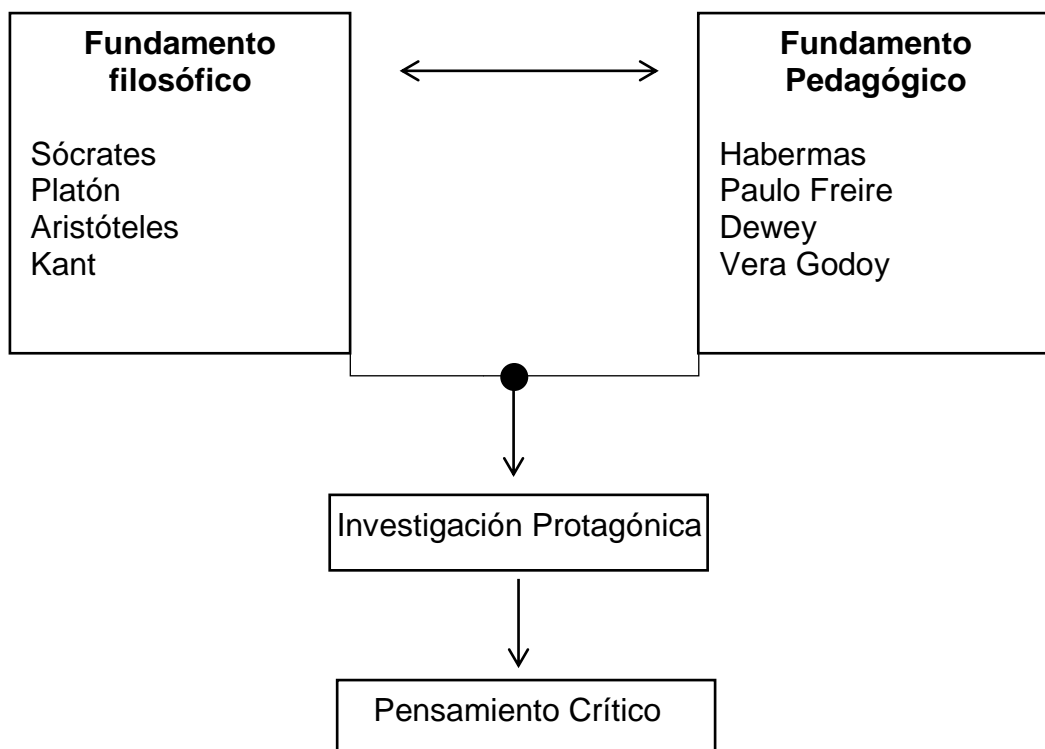 Fundamento
filosófico
Sócrates
Platón
Aristóteles
Kant
Fundamento
Pedagógico
Habermas
Paulo Freire
Dewey
Vera Godoy
Investigación Protagónica
Pensamiento Crítico